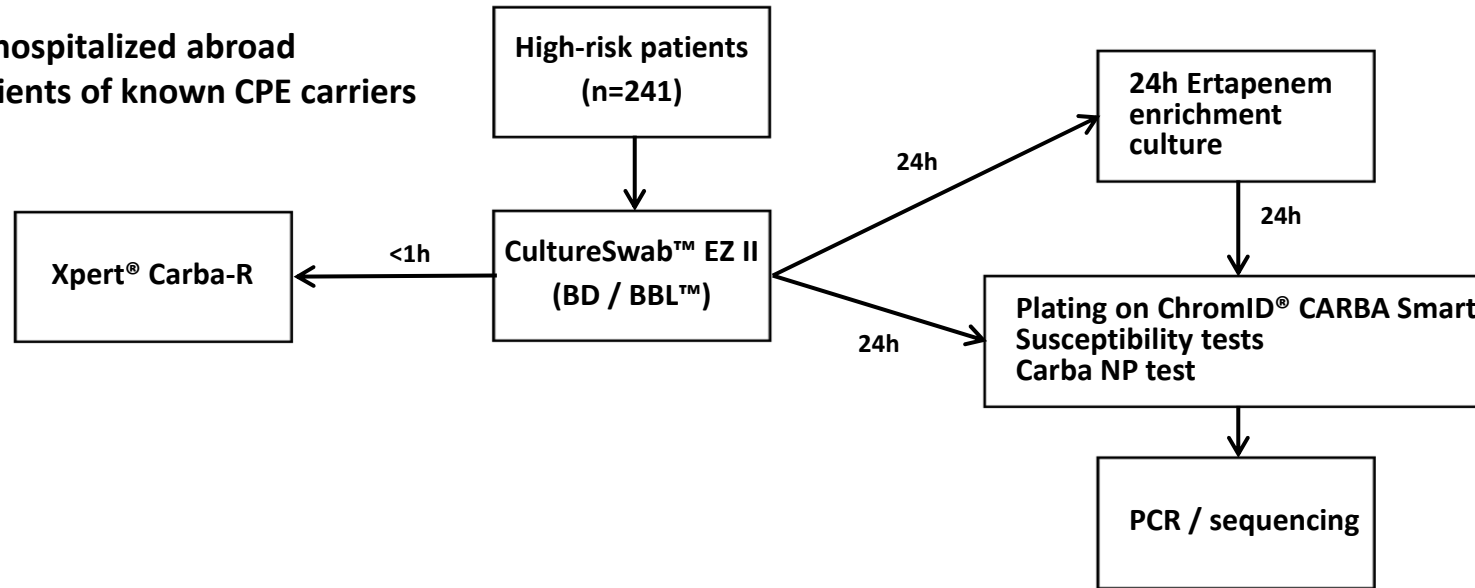 hospitalized abroad
ients of known CPE carriers
High-risk patients
(n=241)
24h Ertapenem
enrichment
culture
24h
24h
Xpert® Carba-R
<1h
CultureSwab™ EZ II
(BD / BBL™)
24h
Plating on ChromID® CARBA Smart
Susceptibility tests
Carba NP test
PCR / sequencing